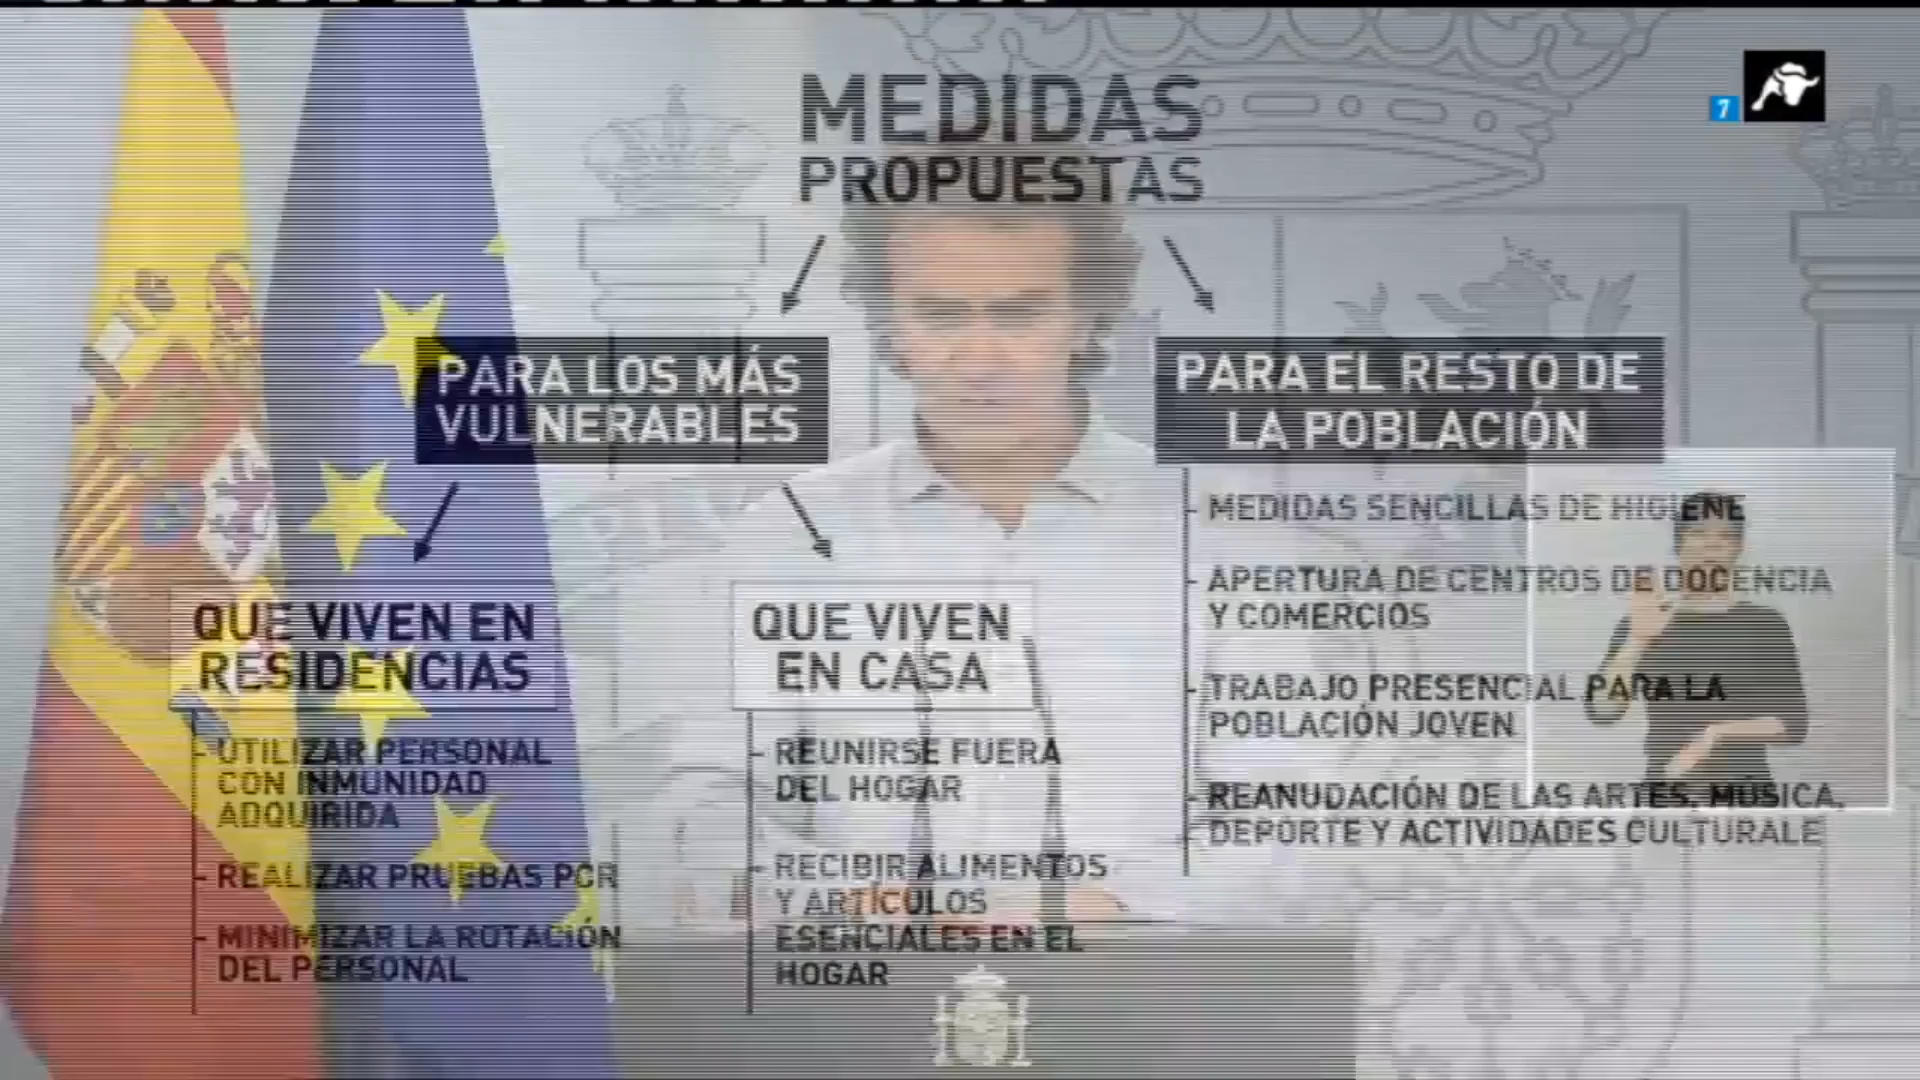 MEDIDAS
PROPUESTAS
PARA LOS MÁS
VULNERABLES
QUE VIVEN EN
RESIDENCIAS
- UTILIZAR PERSONAL
CON INMUNIDAD
ADQUIRIDA
- REALIZAR PRUEBAS PCR
- MINIMIZAR LA ROTACIÓN
DEL PERSONAL
QUE VIVEN
EN CASA
- REUNIRSE FUERA
DEL HOGAR
- RECIBIR ALIMENTOS
Y ARTÍCULOS
ESENCIALES EN EL
HOGAR
PARA EL RESTO DE
LA POBLACIÓN
- MEDIDAS SENCILLAS DE HIGIENE
- APERTURA DE CENTROS DE DOCENCIA
Y COMERCIOS
- TRABAJO PRESENCIAL PARA LA
POBLACIÓN JOVEN
- REANUDACIÓN DE LAS ARTES, MÚSICA,
DEPORTE Y ACTIVIDADES CULTURALE
7